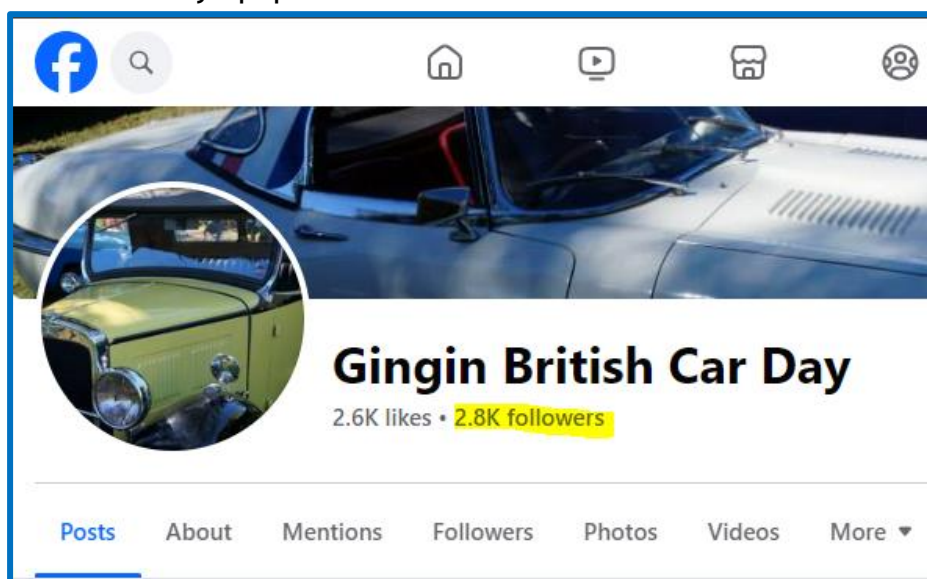 Gingin British Car Day
2.6K likes • 2.8K followers
Posts About Mentions Followers Photos Videos More